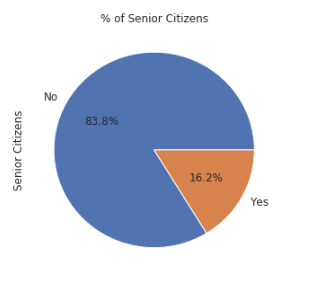 % of Senior Citizens
No
83.8%
Senior Citizens
16.2%
Yes